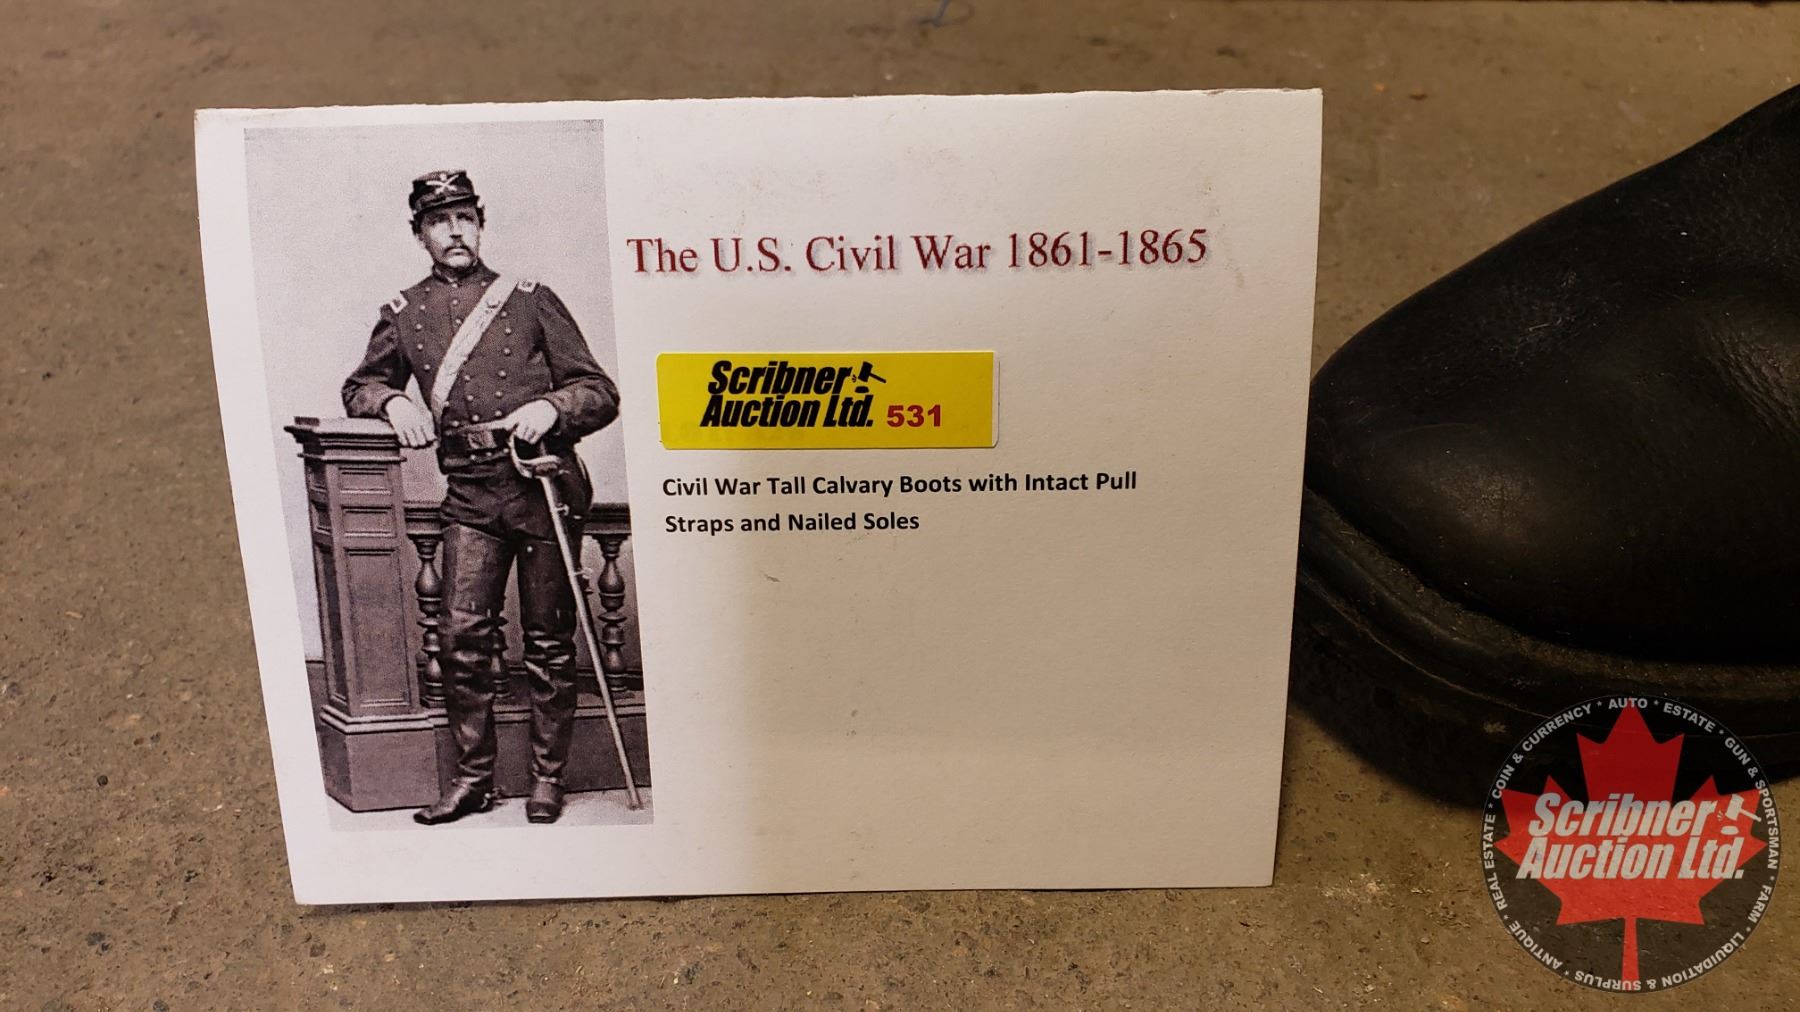 The U.S. Civil War 1861-1865
Scribner
Auction Ltd. 531
Civil War Tall Calvary Boots with Intact Pull
Straps and Nailed Soles
Scribner
Auction Ltd.
ANTIQUE * REAL ESTATE * COIN & CURRENCY * AUTO * ESTATE * GUN & SPORTSMAN * FARM * LIQUIDATION & SURPLUS *